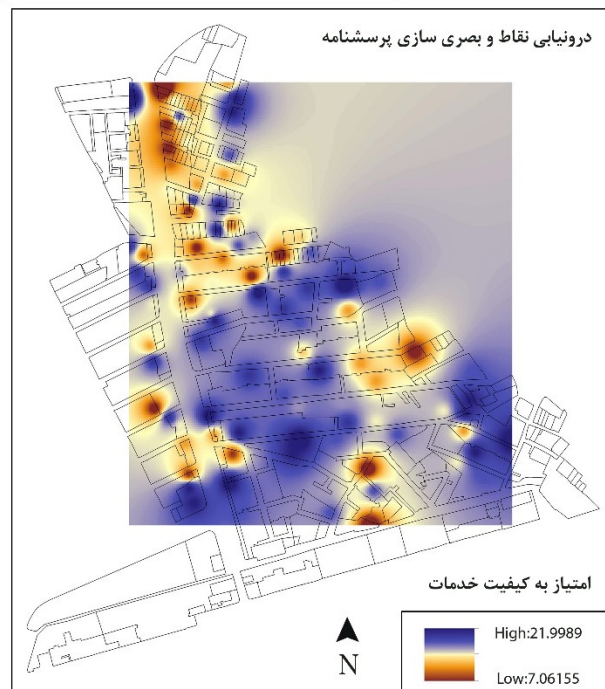 درونیابی نقاط و بصری سازی پرسشنامه
امتیاز به کیفیت خدمات
High:21.9989
Low:7.06155
N